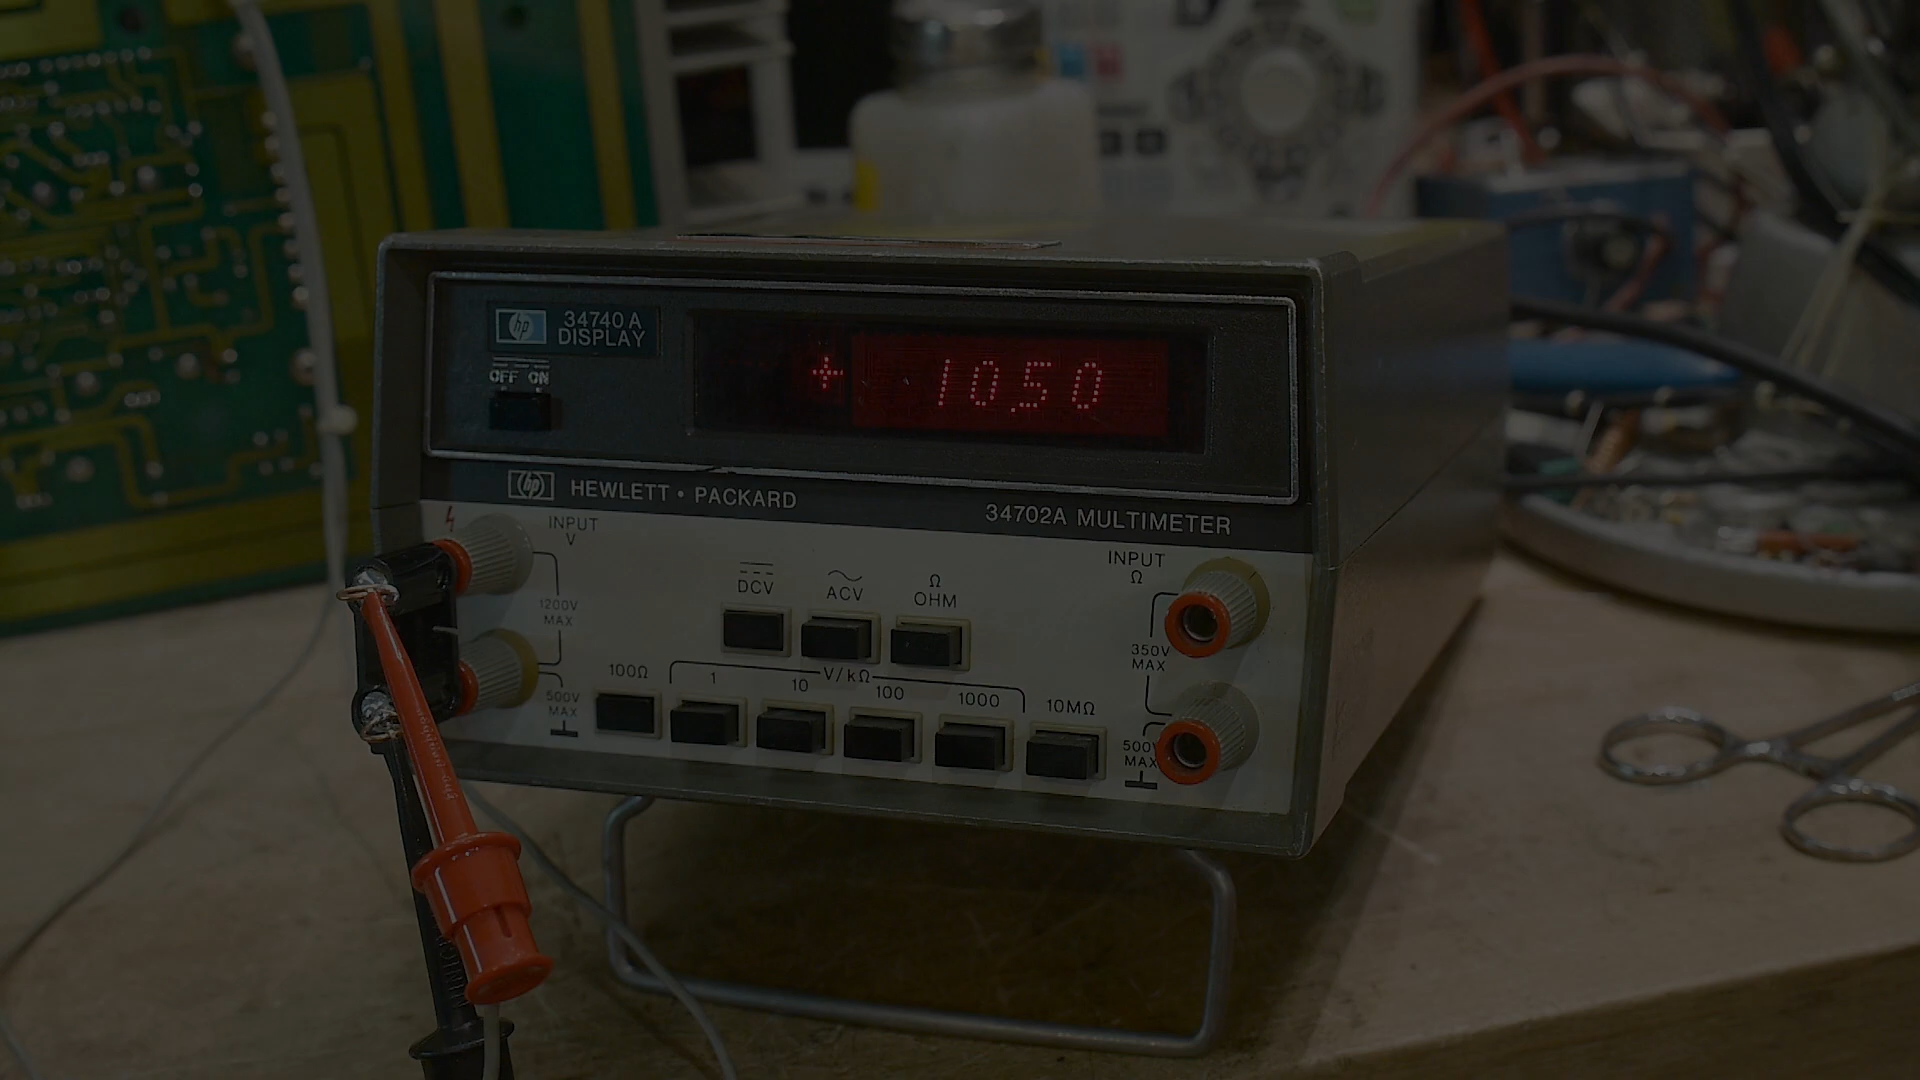 hp 34740 A
DISPLAY
OFF ON
+ 10.50
hp HEWLETT • PACKARD
34702A MULTIMETER
INPUT
V
1200V
MAX
500V
MAX
DCV
ACV
Ω
OHM
100Ω
V/kΩ
1
10
100
1000
10MΩ
INPUT
Ω
350V
MAX
500V
MAX